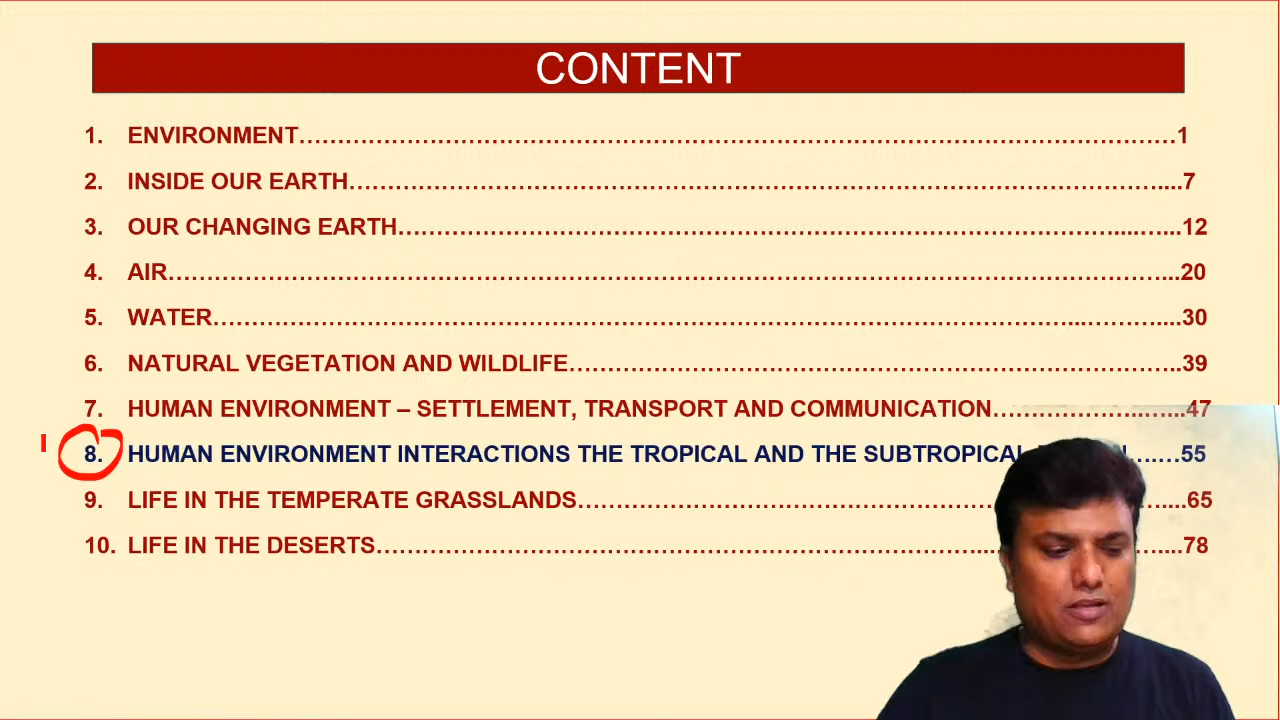 CONTENT
1. ENVIRONMENT……………………………………………………………………………………………1
2. INSIDE OUR EARTH…………………………………………………………………………………....7
3. OUR CHANGING EARTH……………………………………………………………………....…...12
4. AIR………………………………………………………………………………………………………...20
5. WATER…………………………………………………………………………………...………....30
6. NATURAL VEGETATION AND WILDLIFE……………………………………………………………..39
7. HUMAN ENVIRONMENT – SETTLEMENT, TRANSPORT AND COMMUNICATION………………..…...47
8. HUMAN ENVIRONMENT INTERACTIONS THE TROPICAL AND THE SUBTROPICAL …….…55
9. LIFE IN THE TEMPERATE GRASSLANDS……………………………………………………....65
10. LIFE IN THE DESERTS……………………………………………………………………...…....78